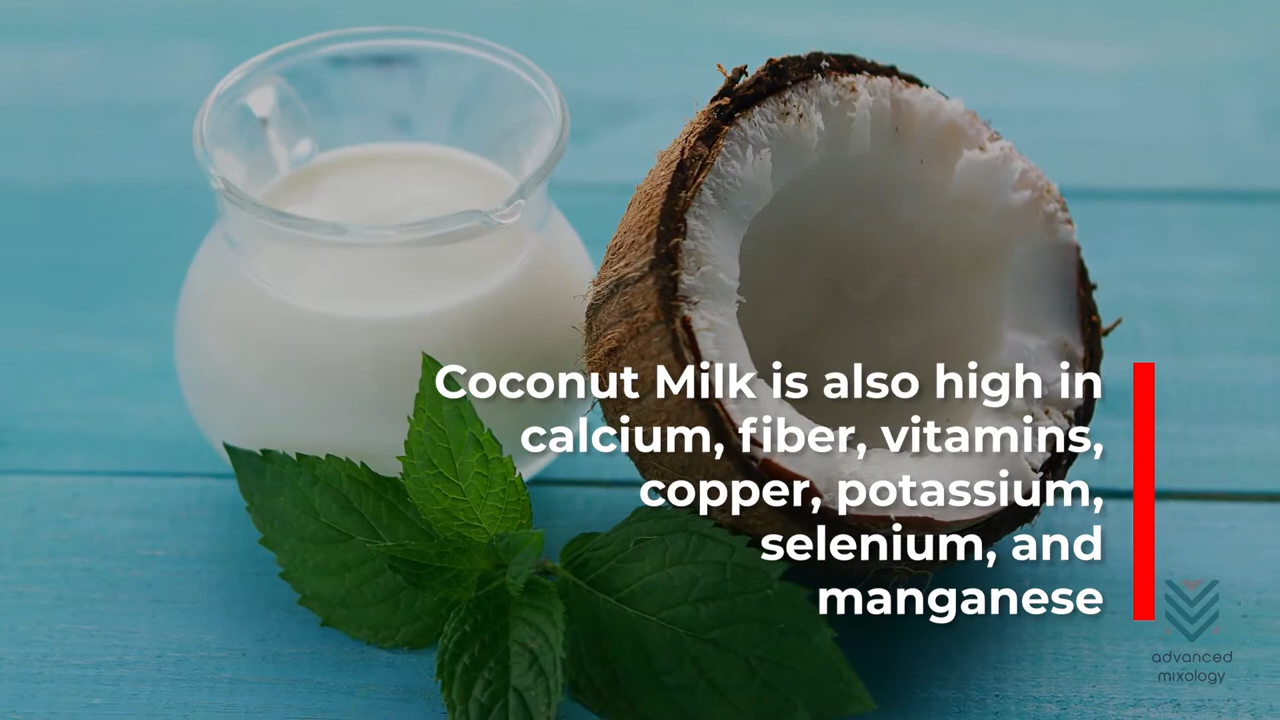 Coconut Milk is also high in
calcium, fiber, vitamins,
copper, potassium,
selenium, and
manganese
advanced
mixology